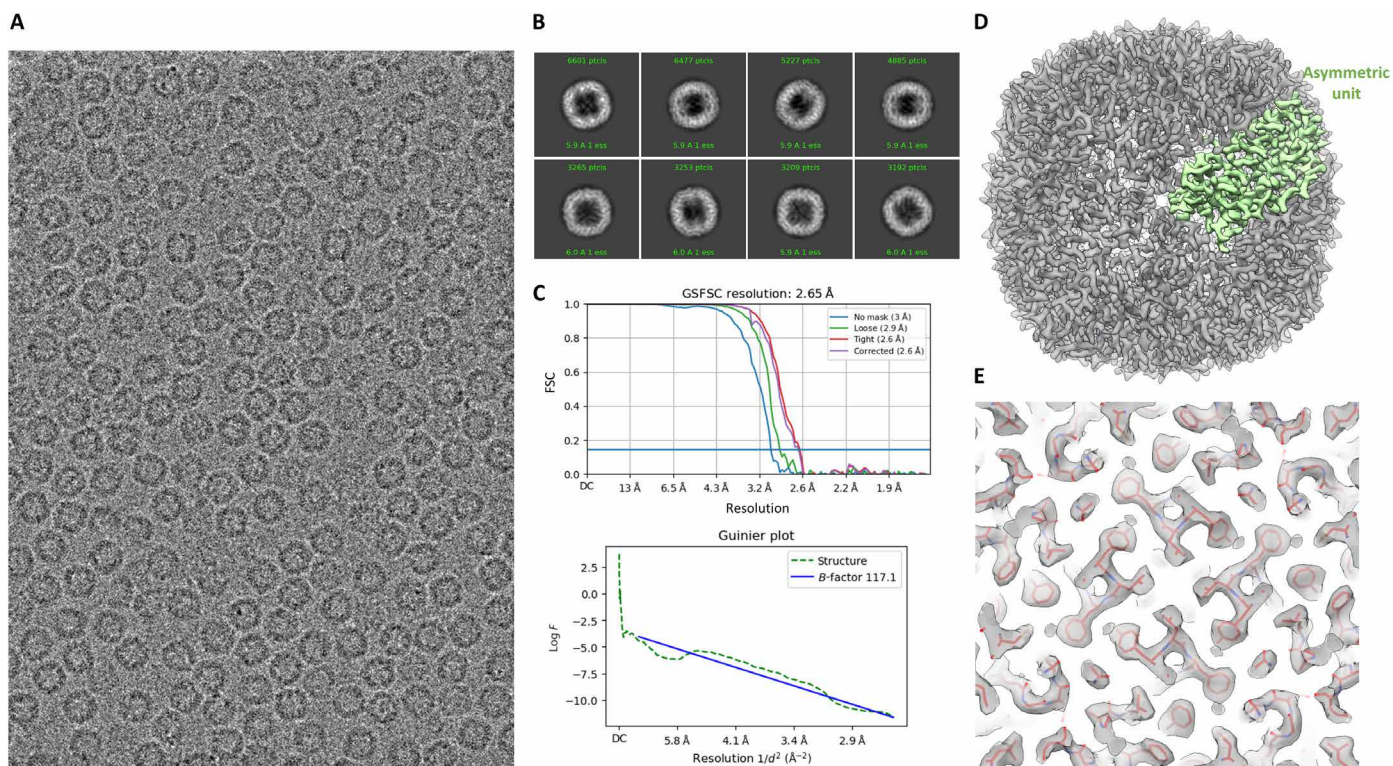 A
B
6601 ptcls
6477 ptcls
5227 ptcls
4885 ptcls
5.9 A 1 ess
5.9 A 1 ess
5.9 A 1 ess
5.9 A 1 ess
3265 ptcls
3253 ptcls
3209 ptcls
3192 ptcls
6.0 A 1 ess
6.0 A 1 ess
5.9 A 1 ess
6.0 A 1 ess
C
GSFSC resolution: 2.65 Å
1.0
0.8
0.6
0.4
0.2
0.0
FSC
No mask (3 Å)
Loose (2.9 Å)
Tight (2.6 Å)
Corrected (2.6 Å)
DC
13 Å
6.5 Å
4.3 Å
3.2 Å
2.6 Å
2.2 Å
1.9 Å
Resolution
Guinier plot
2.5
0.0
−2.5
−5.0
−7.5
−10.0
Log F
Structure
B-factor 117.1
DC
5.8 Å
4.1 Å
3.4 Å
2.9 Å
Resolution 1/d² (Å⁻²)
D
Asymmetric
unit
E